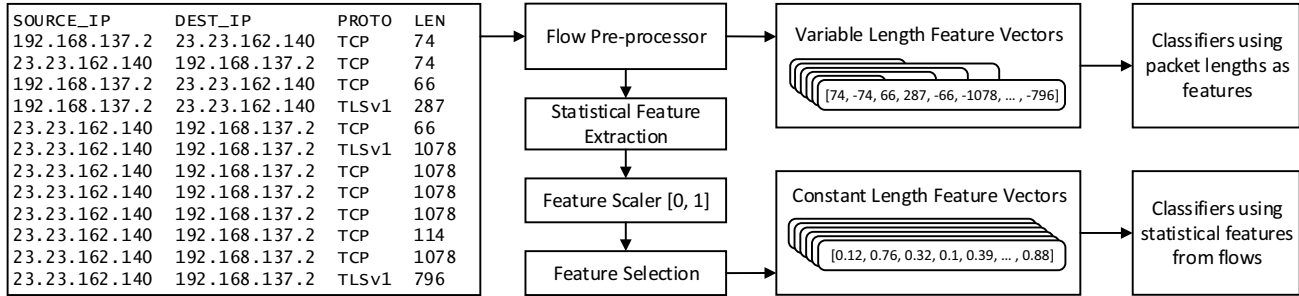 SOURCE_IP DEST_IP PROTO LEN
192.168.137.2 23.23.162.140 TCP 74
23.23.162.140 192.168.137.2 TCP 74
192.168.137.2 23.23.162.140 TCP 66
192.168.137.2 23.23.162.140 TLSv1 287
23.23.162.140 192.168.137.2 TCP 66
23.23.162.140 192.168.137.2 TLSv1 1078
23.23.162.140 192.168.137.2 TCP 1078
23.23.162.140 192.168.137.2 TCP 1078
23.23.162.140 192.168.137.2 TCP 1078
23.23.162.140 192.168.137.2 TCP 114
23.23.162.140 192.168.137.2 TCP 1078
23.23.162.140 192.168.137.2 TLSv1 796
Flow Pre-processor
Statistical Feature
Extraction
Feature Scaler [0, 1]
Feature Selection
Variable Length Feature Vectors
[74, -74, 66, 287, -66, -1078, ... , -796]
Classifiers using
packet lengths as
features
Constant Length Feature Vectors
[0.12, 0.76, 0.32, 0.1, 0.39, ... , 0.88]
Classifiers using
statistical features
from flows